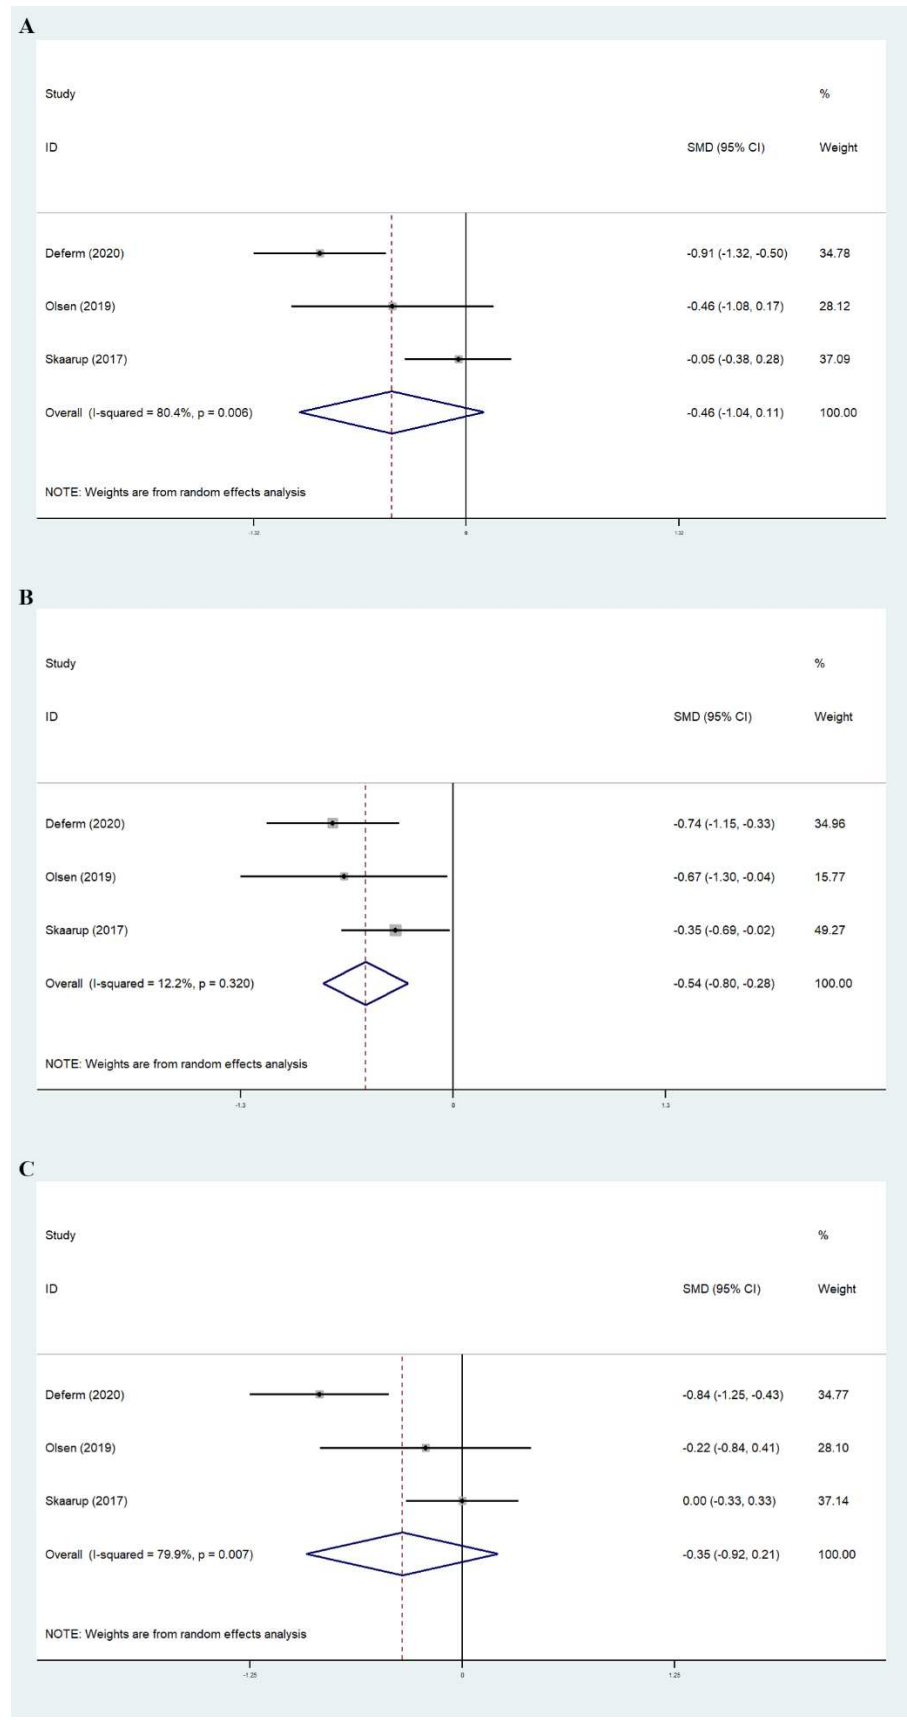 A
Study %
ID SMD (95% CI) Weight
Deferm (2020) -0.91 (-1.32, -0.50) 34.78
Olsen (2019) -0.46 (-1.08, 0.17) 28.12
Skaarup (2017) -0.05 (-0.38, 0.28) 37.09
Overall (I-squared = 80.4%, p = 0.006) -0.46 (-1.04, 0.11) 100.00
NOTE: Weights are from random effects analysis
-1.32 0 1.32
B
Study %
ID SMD (95% CI) Weight
Deferm (2020) -0.74 (-1.15, -0.33) 34.96
Olsen (2019) -0.67 (-1.30, -0.04) 15.77
Skaarup (2017) -0.35 (-0.69, -0.02) 49.27
Overall (I-squared = 12.2%, p = 0.320) -0.54 (-0.80, -0.28) 100.00
NOTE: Weights are from random effects analysis
-1.3 0 1.3
C
Study %
ID SMD (95% CI) Weight
Deferm (2020) -0.84 (-1.25, -0.43) 34.77
Olsen (2019) -0.22 (-0.84, 0.41) 28.10
Skaarup (2017) 0.00 (-0.33, 0.33) 37.14
Overall (I-squared = 79.9%, p = 0.007) -0.35 (-0.92, 0.21) 100.00
NOTE: Weights are from random effects analysis
-1.25 0 1.25